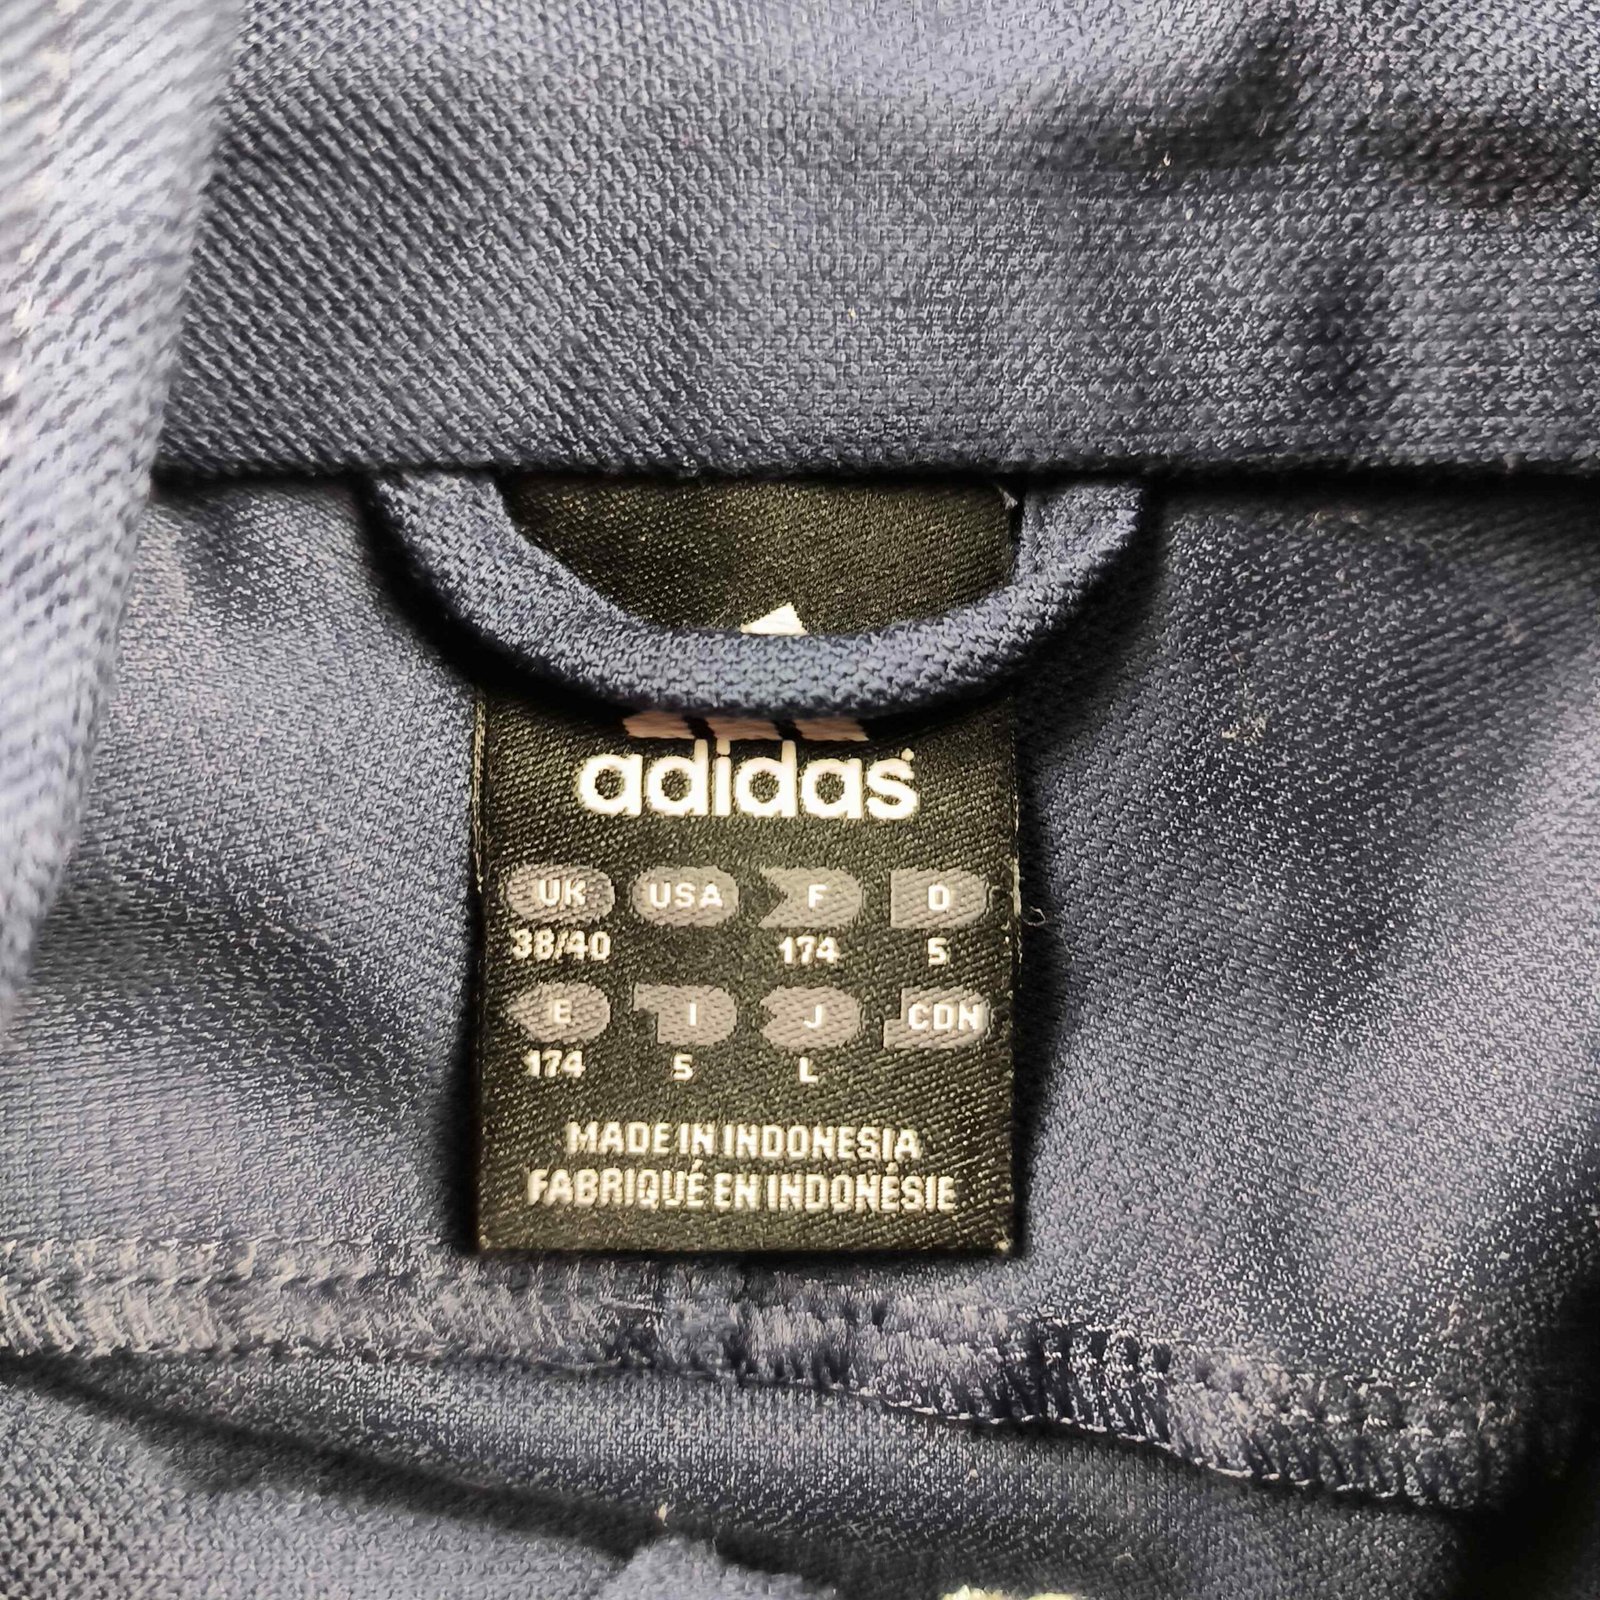 adidas
UK USA F D
38/40 174 5
E I J CDN
174 5 L
MADE IN INDONESIA
FABRIQUÉ EN INDONÉSIE